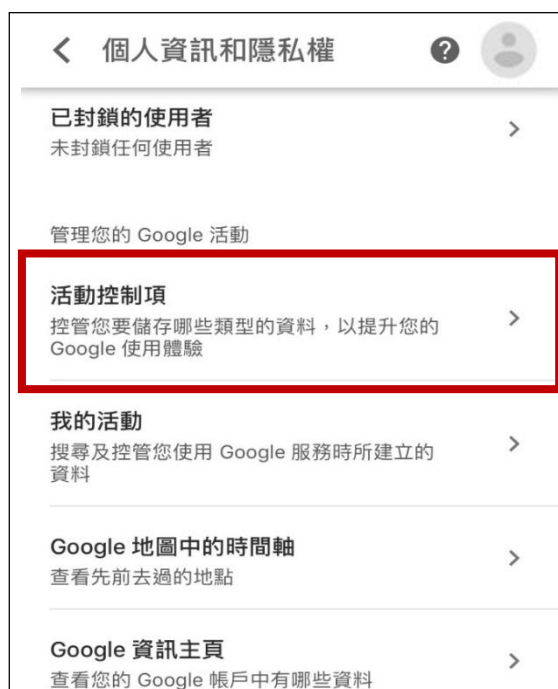 個人資訊和隱私權
已封鎖的使用者
未封鎖任何使用者
管理您的 Google 活動
活動控制項
控管您要儲存哪些類型的資料，以提升您的
Google 使用體驗
我的活動
搜尋及控管您使用 Google 服務時所建立的
資料
Google 地圖中的時間軸
查看先前去過的地點
Google 資訊主頁
查看您的 Google 帳戶中有哪些資料